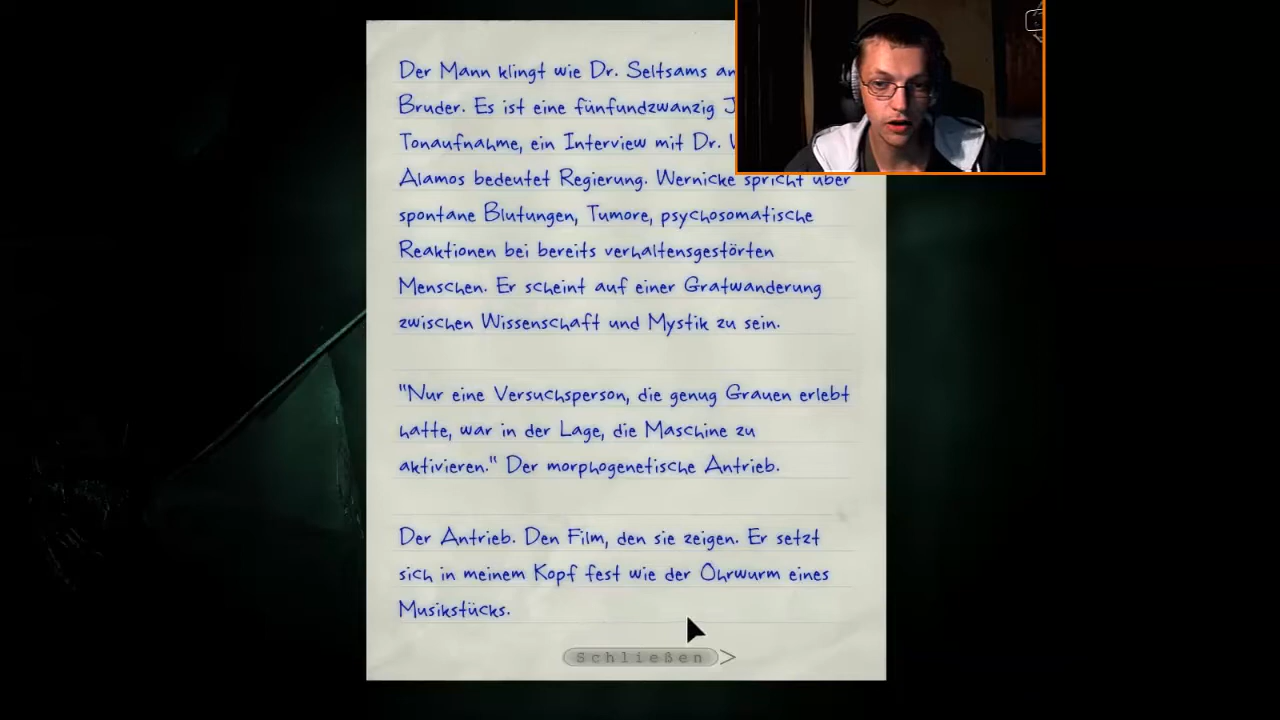 Der Mann klingt wie Dr. Seltsams
Bruder. Es ist eine fünfundzwanzig
Tonaufnahme, ein Interview mit Dr.
Alamos bedeutet Regierung. Wernicke spricht über
spontane Blutungen, Tumore, psychosomatische
Reaktionen bei bereits verhaltensgestörten
Menschen. Er scheint auf einer Gratwanderung
zwischen Wissenschaft und Mystik zu sein.
"Nur eine Versuchsperson, die genug Grauen erlebt
hatte, war in der Lage, die Maschine zu
aktivieren." Der morphogenetische Antrieb.
Der Antrieb. Den Film, den sie zeigen. Er setzt
sich in meinem Kopf fest wie der Ohrwurm eines
Musikstücks.
Schließen